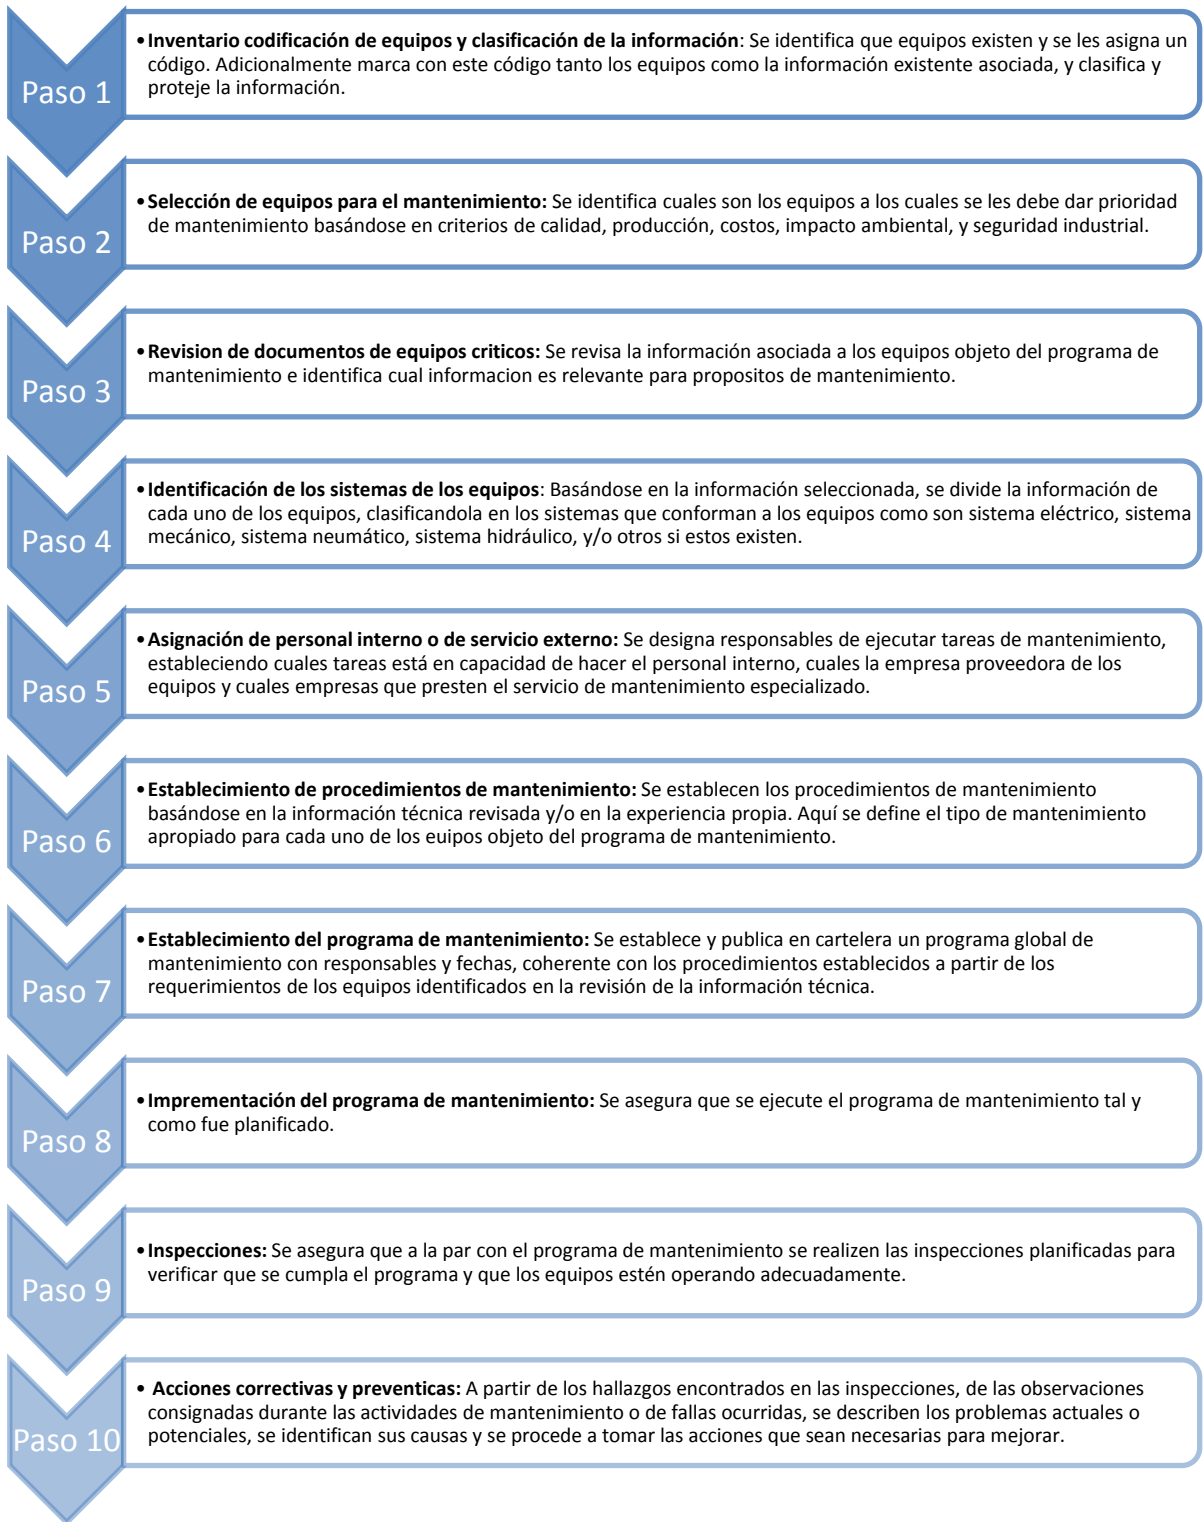 Paso 1
•Inventario codificación de equipos y clasificación de la información: Se identifica que equipos existen y se les asigna un
código. Adicionalmente marca con este código tanto los equipos como la información existente asociada, y clasifica y
proteje la información.
Paso 2
•Selección de equipos para el mantenimiento: Se identifica cuales son los equipos a los cuales se les debe dar prioridad
de mantenimiento basándose en criterios de calidad, producción, costos, impacto ambiental, y seguridad industrial.
Paso 3
•Revision de documentos de equipos criticos: Se revisa la información asociada a los equipos objeto del programa de
mantenimiento e identifica cual informacion es relevante para propositos de mantenimiento.
Paso 4
•Identificación de los sistemas de los equipos: Basándose en la información seleccionada, se divide la información de
cada uno de los equipos, clasificandola en los sistemas que conforman a los equipos como son sistema eléctrico, sistema
mecánico, sistema neumático, sistema hidráulico, y/o otros si estos existen.
Paso 5
•Asignación de personal interno o de servicio externo: Se designa responsables de ejecutar tareas de mantenimiento,
estableciendo cuales tareas está en capacidad de hacer el personal interno, cuales la empresa proveedora de los
equipos y cuales empresas que presten el servicio de mantenimiento especializado.
Paso 6
•Establecimiento de procedimientos de mantenimiento: Se establecen los procedimientos de mantenimiento
basándose en la información técnica revisada y/o en la experiencia propia. Aquí se define el tipo de mantenimiento
apropiado para cada uno de los euipos objeto del programa de mantenimiento.
Paso 7
•Establecimiento del programa de mantenimiento: Se establece y publica en cartelera un programa global de
mantenimiento con responsables y fechas, coherente con los procedimientos establecidos a partir de los
requerimientos de los equipos identificados en la revisión de la información técnica.
Paso 8
•Imprementación del programa de mantenimiento: Se asegura que se ejecute el programa de mantenimiento tal y
como fue planificado.
Paso 9
•Inspecciones: Se asegura que a la par con el programa de mantenimiento se realizen las inspecciones planificadas para
verificar que se cumpla el programa y que los equipos estén operando adecuadamente.
Paso 10
• Acciones correctivas y preventicas: A partir de los hallazgos encontrados en las inspecciones, de las observaciones
consignadas durante las actividades de mantenimiento o de fallas ocurridas, se describen los problemas actuales o
potenciales, se identifican sus causas y se procede a tomar las acciones que sean necesarias para mejorar.